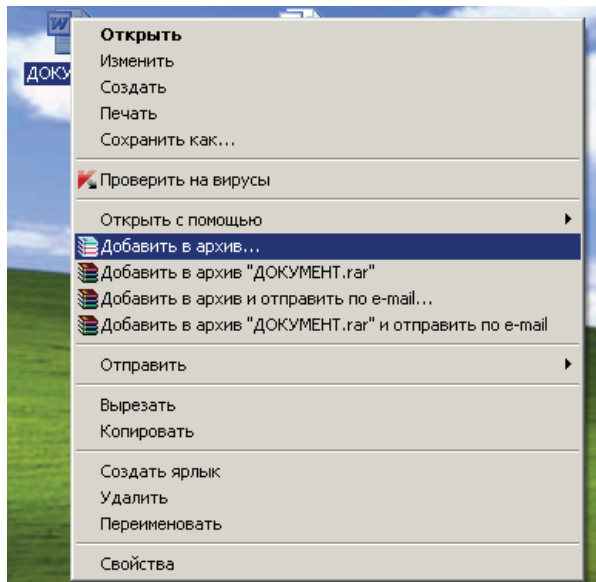 ДОКУ
Открыть
Изменить
Создать
Печать
Сохранить как...
Проверить на вирусы
Открыть с помощью
Добавить в архив...
Добавить в архив "ДОКУМЕНТ.rar"
Добавить в архив и отправить по e-mail...
Добавить в архив "ДОКУМЕНТ.rar" и отправить по e-mail
Отправить
Вырезать
Копировать
Создать ярлык
Удалить
Переименовать
Свойства